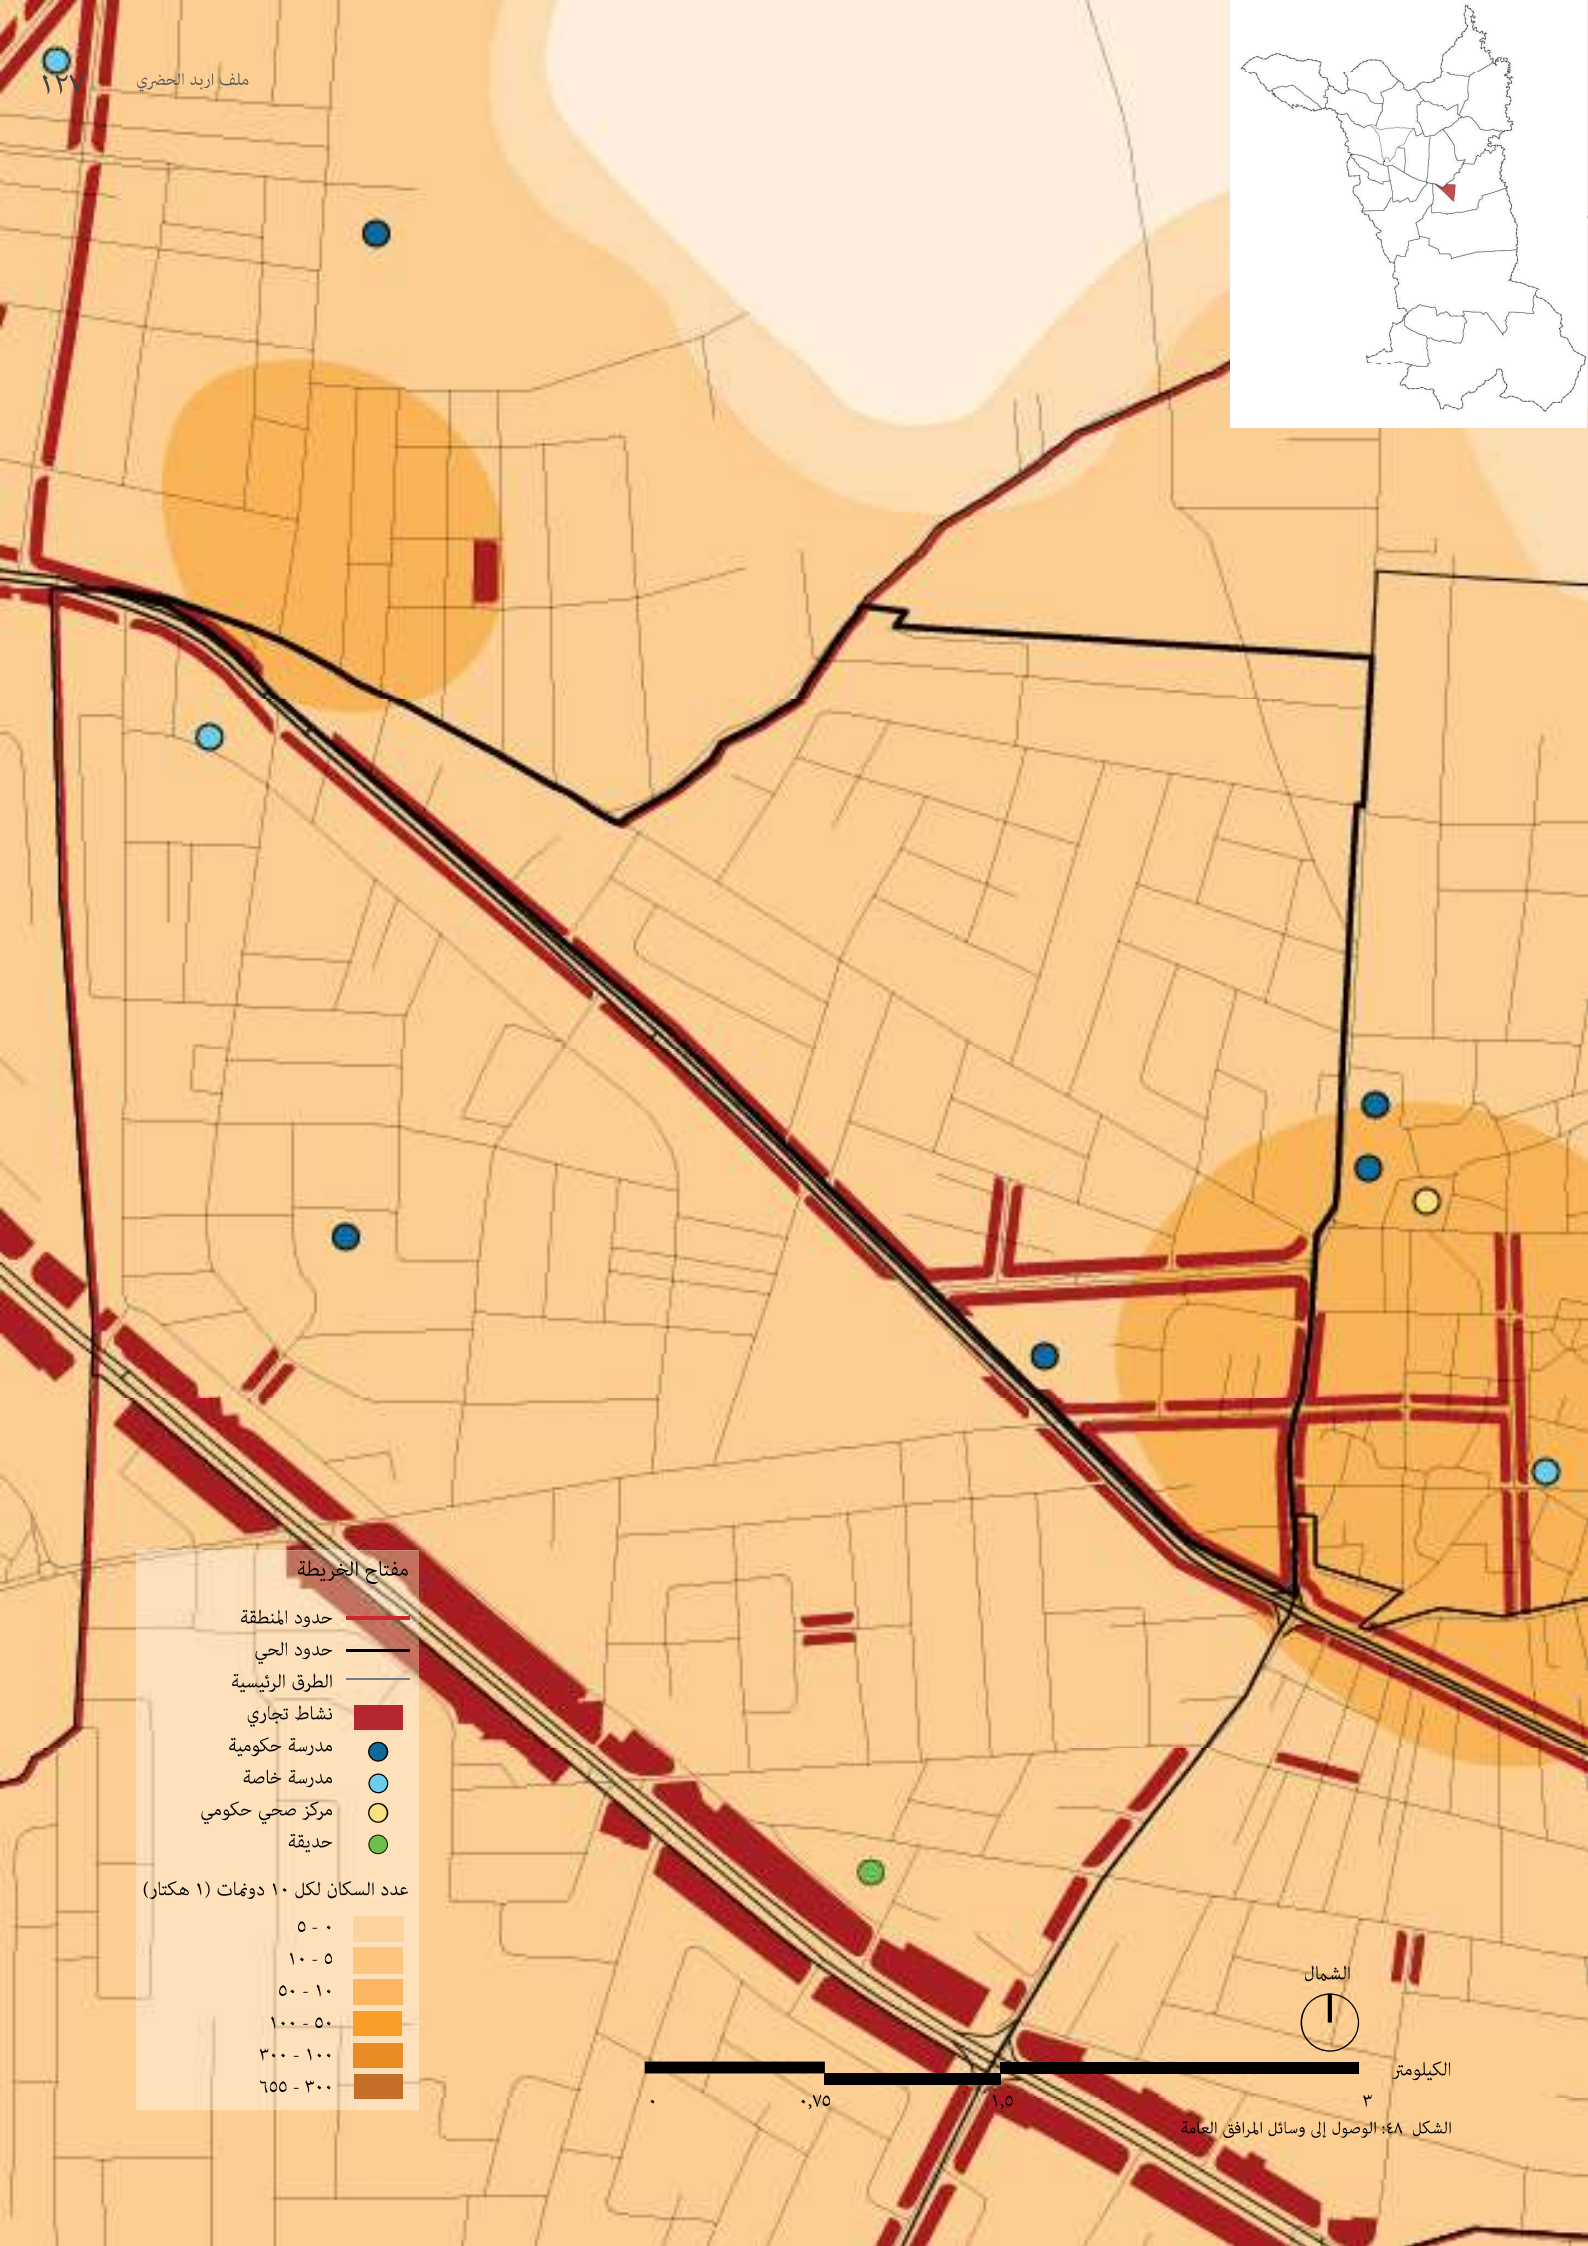 ١٢٧
ملف اربد الحضري
مفتاح الخريطة
حدود المنطقة
حدود الحي
الطرق الرئيسية
نشاط تجاري
مدرسة حكومية
مدرسة خاصة
مركز صحي حكومي
حديقة
عدد السكان لكل ١٠ دونمات (١ هكتار)
٠ - ٥
٥ - ١٠
١٠ - ٥٠
٥٠ - ١٠٠
١٠٠ - ٣٠٠
٣٠٠ - ٦٥٥
الشمال
الكيلومتر
٠ ٠,٧٥ ١,٥ ٣
الشكل ٤٨: الوصول إلى وسائل المرافق العامة